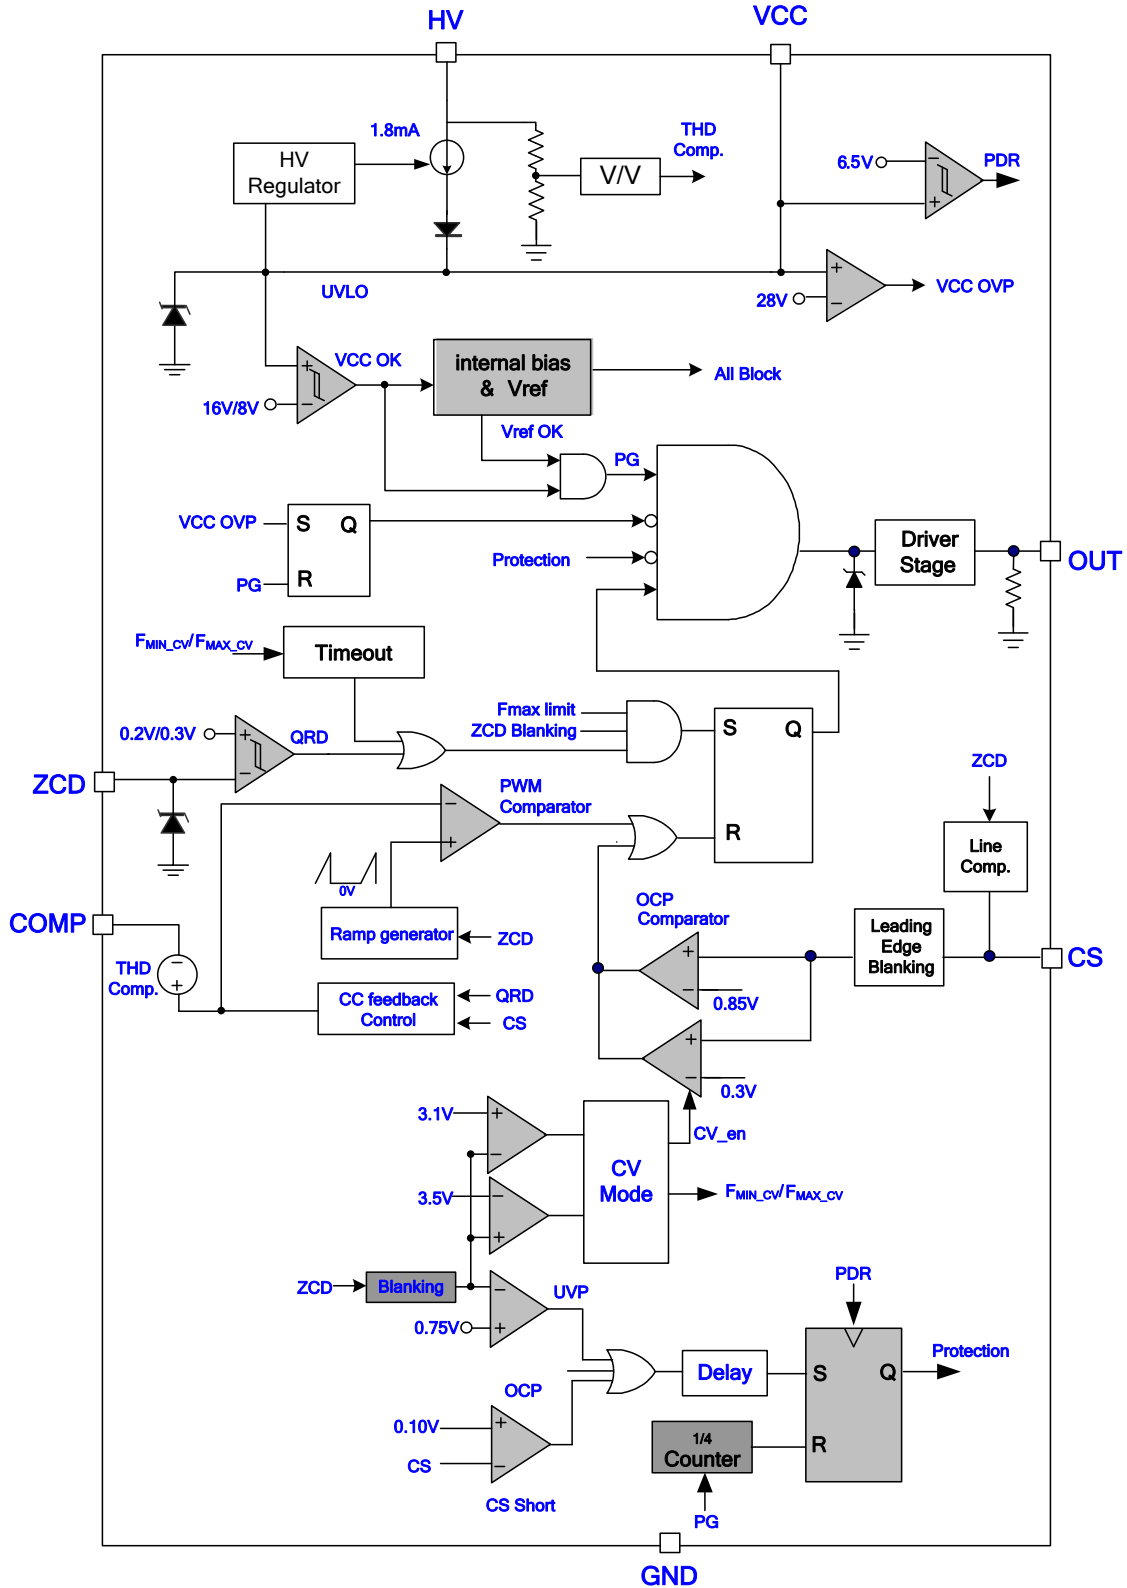 HV
VCC
1.8mA
HV
Regulator
THD
Comp.
V/V
6.5V
−
+
PDR
UVLO
28V
+
−
VCC OVP
VCC OK
+
−
16V/8V
internal bias
& Vref
All Block
Vref OK
PG
VCC OVP
S Q
PG
R
Protection
Driver
Stage
OUT
FMIN_CV/FMAX_CV
Timeout
0.2V/0.3V
+
−
QRD
ZCD
Fmax limit
ZCD Blanking
S Q
R
PWM
Comparator
−
+
0V
Ramp generator
ZCD
COMP
THD
Comp.
−
+
CC feedback
Control
QRD
CS
ZCD
Line
Comp.
OCP
Comparator
+
−
0.85V
Leading
Edge
Blanking
CS
+
−
0.3V
CV_en
3.1V
+
−
3.5V
−
+
CV
Mode
FMIN_CV/FMAX_CV
ZCD
Blanking
−
+
0.75V
UVP
PDR
OCP
Delay
S Q
R
Protection
0.10V
+
CS
−
CS Short
1/4
Counter
PG
GND